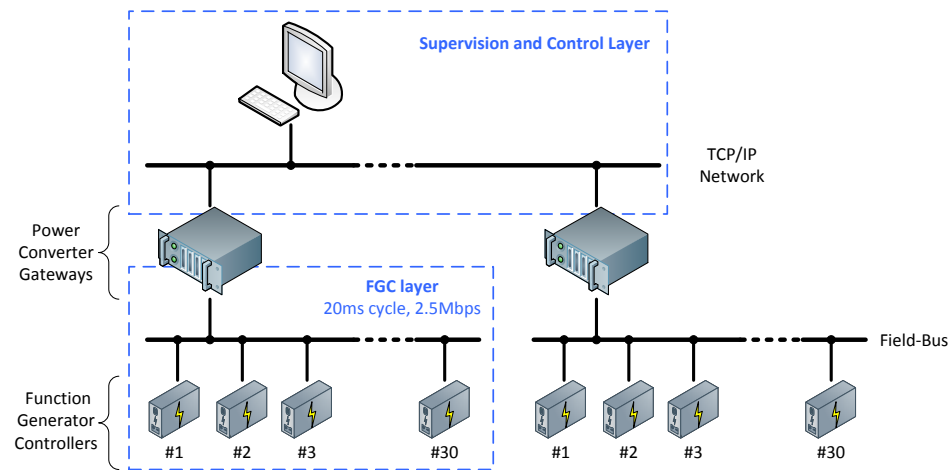 Supervision and Control Layer
TCP/IP
Network
Power
Converter
Gateways
FGC layer
20ms cycle, 2.5Mbps
Field-Bus
Function
Generator
Controllers
#1 #2 #3 #30 #1 #2 #3 #30